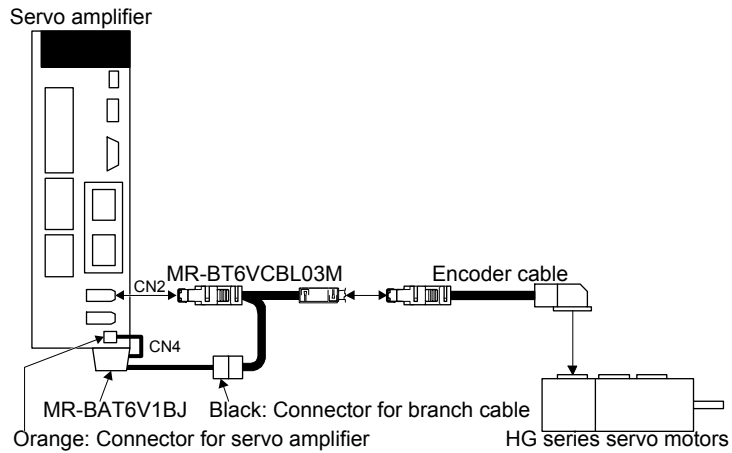 Servo amplifier
CN2
MR-BT6VCBL03M
Encoder cable
CN4
MR-BAT6V1BJ
Black: Connector for branch cable
Orange: Connector for servo amplifier
HG series servo motors